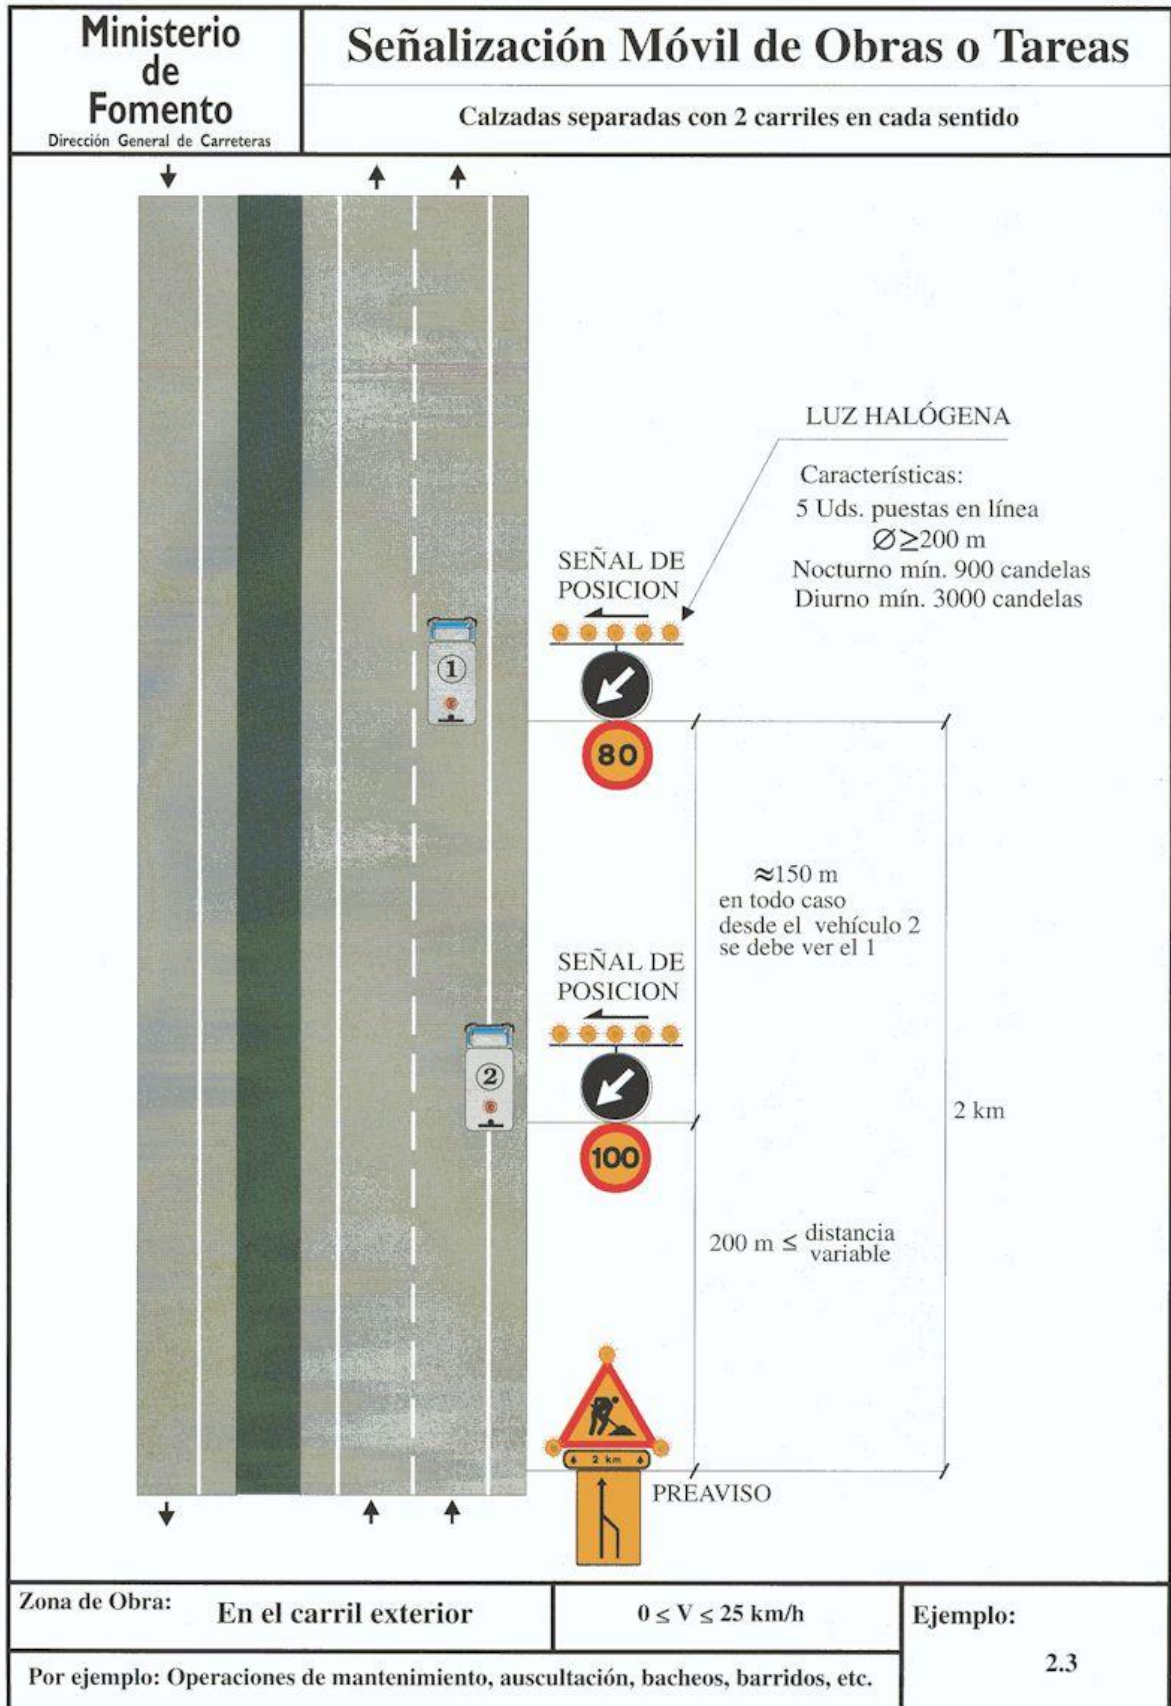 Ministerio
de
Fomento
Dirección General de Carreteras
Señalización Móvil de Obras o Tareas
Calzadas separadas con 2 carriles en cada sentido
LUZ HALÓGENA
Características:
5 Uds. puestas en línea
Ø≥200 m
Nocturno mín. 900 candelas
Diurno mín. 3000 candelas
SEÑAL DE
POSICION
1
80
≈150 m
en todo caso
desde el vehículo 2
se debe ver el 1
SEÑAL DE
POSICION
2
100
2 km
200 m ≤ distancia
variable
2 km
PREAVISO
Zona de Obra: En el carril exterior
0 ≤ V ≤ 25 km/h
Ejemplo:
2.3
Por ejemplo: Operaciones de mantenimiento, auscultación, bacheos, barridos, etc.